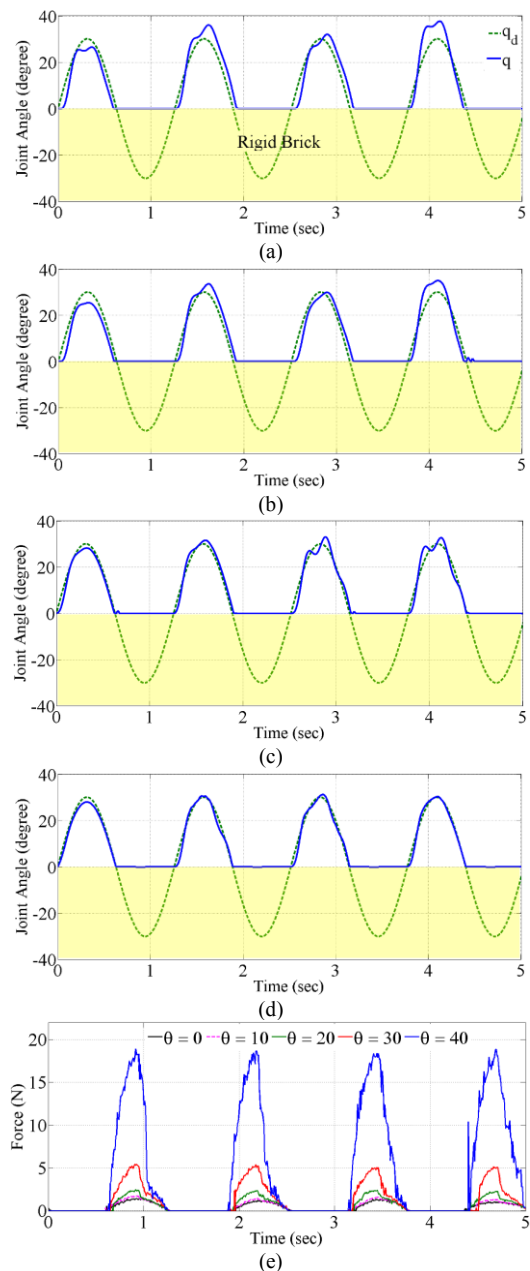 40
20
0
-20
-40
Joint Angle (degree)
q_d
q
Rigid Brick
0 1 2 3 4 5
Time (sec)
(a)
40
20
0
-20
-40
Joint Angle (degree)
0 1 2 3 4 5
Time (sec)
(b)
40
20
0
-20
-40
Joint Angle (degree)
0 1 2 3 4 5
Time (sec)
(c)
40
20
0
-20
-40
Joint Angle (degree)
0 1 2 3 4 5
Time (sec)
(d)
20
15
10
5
0
Force (N)
θ = 0 θ = 10 θ = 20 θ = 30 θ = 40
0 1 2 3 4 5
Time (sec)
(e)